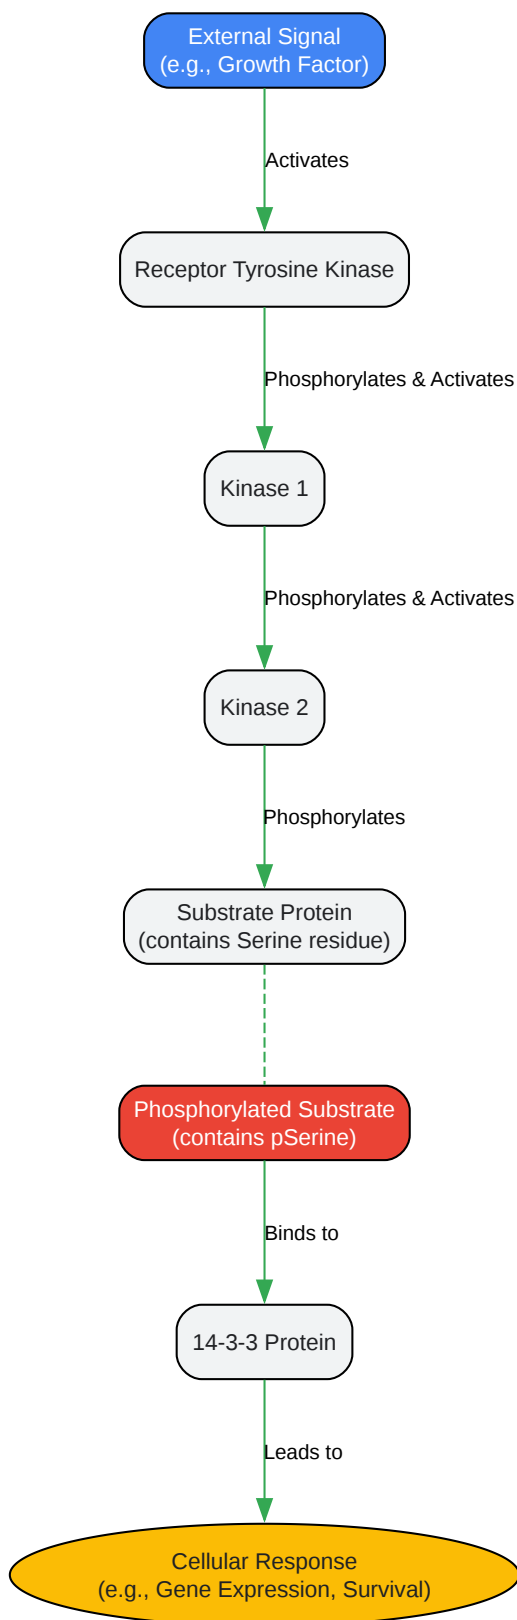 External Signal
(e.g., Growth Factor)
Activates
Receptor Tyrosine Kinase
Phosphorylates & Activates
Kinase 1
Phosphorylates & Activates
Kinase 2
Phosphorylates
Substrate Protein
(contains Serine residue)
Phosphorylated Substrate
(contains pSerine)
Binds to
14-3-3 Protein
Leads to
Cellular Response
(e.g., Gene Expression, Survival)